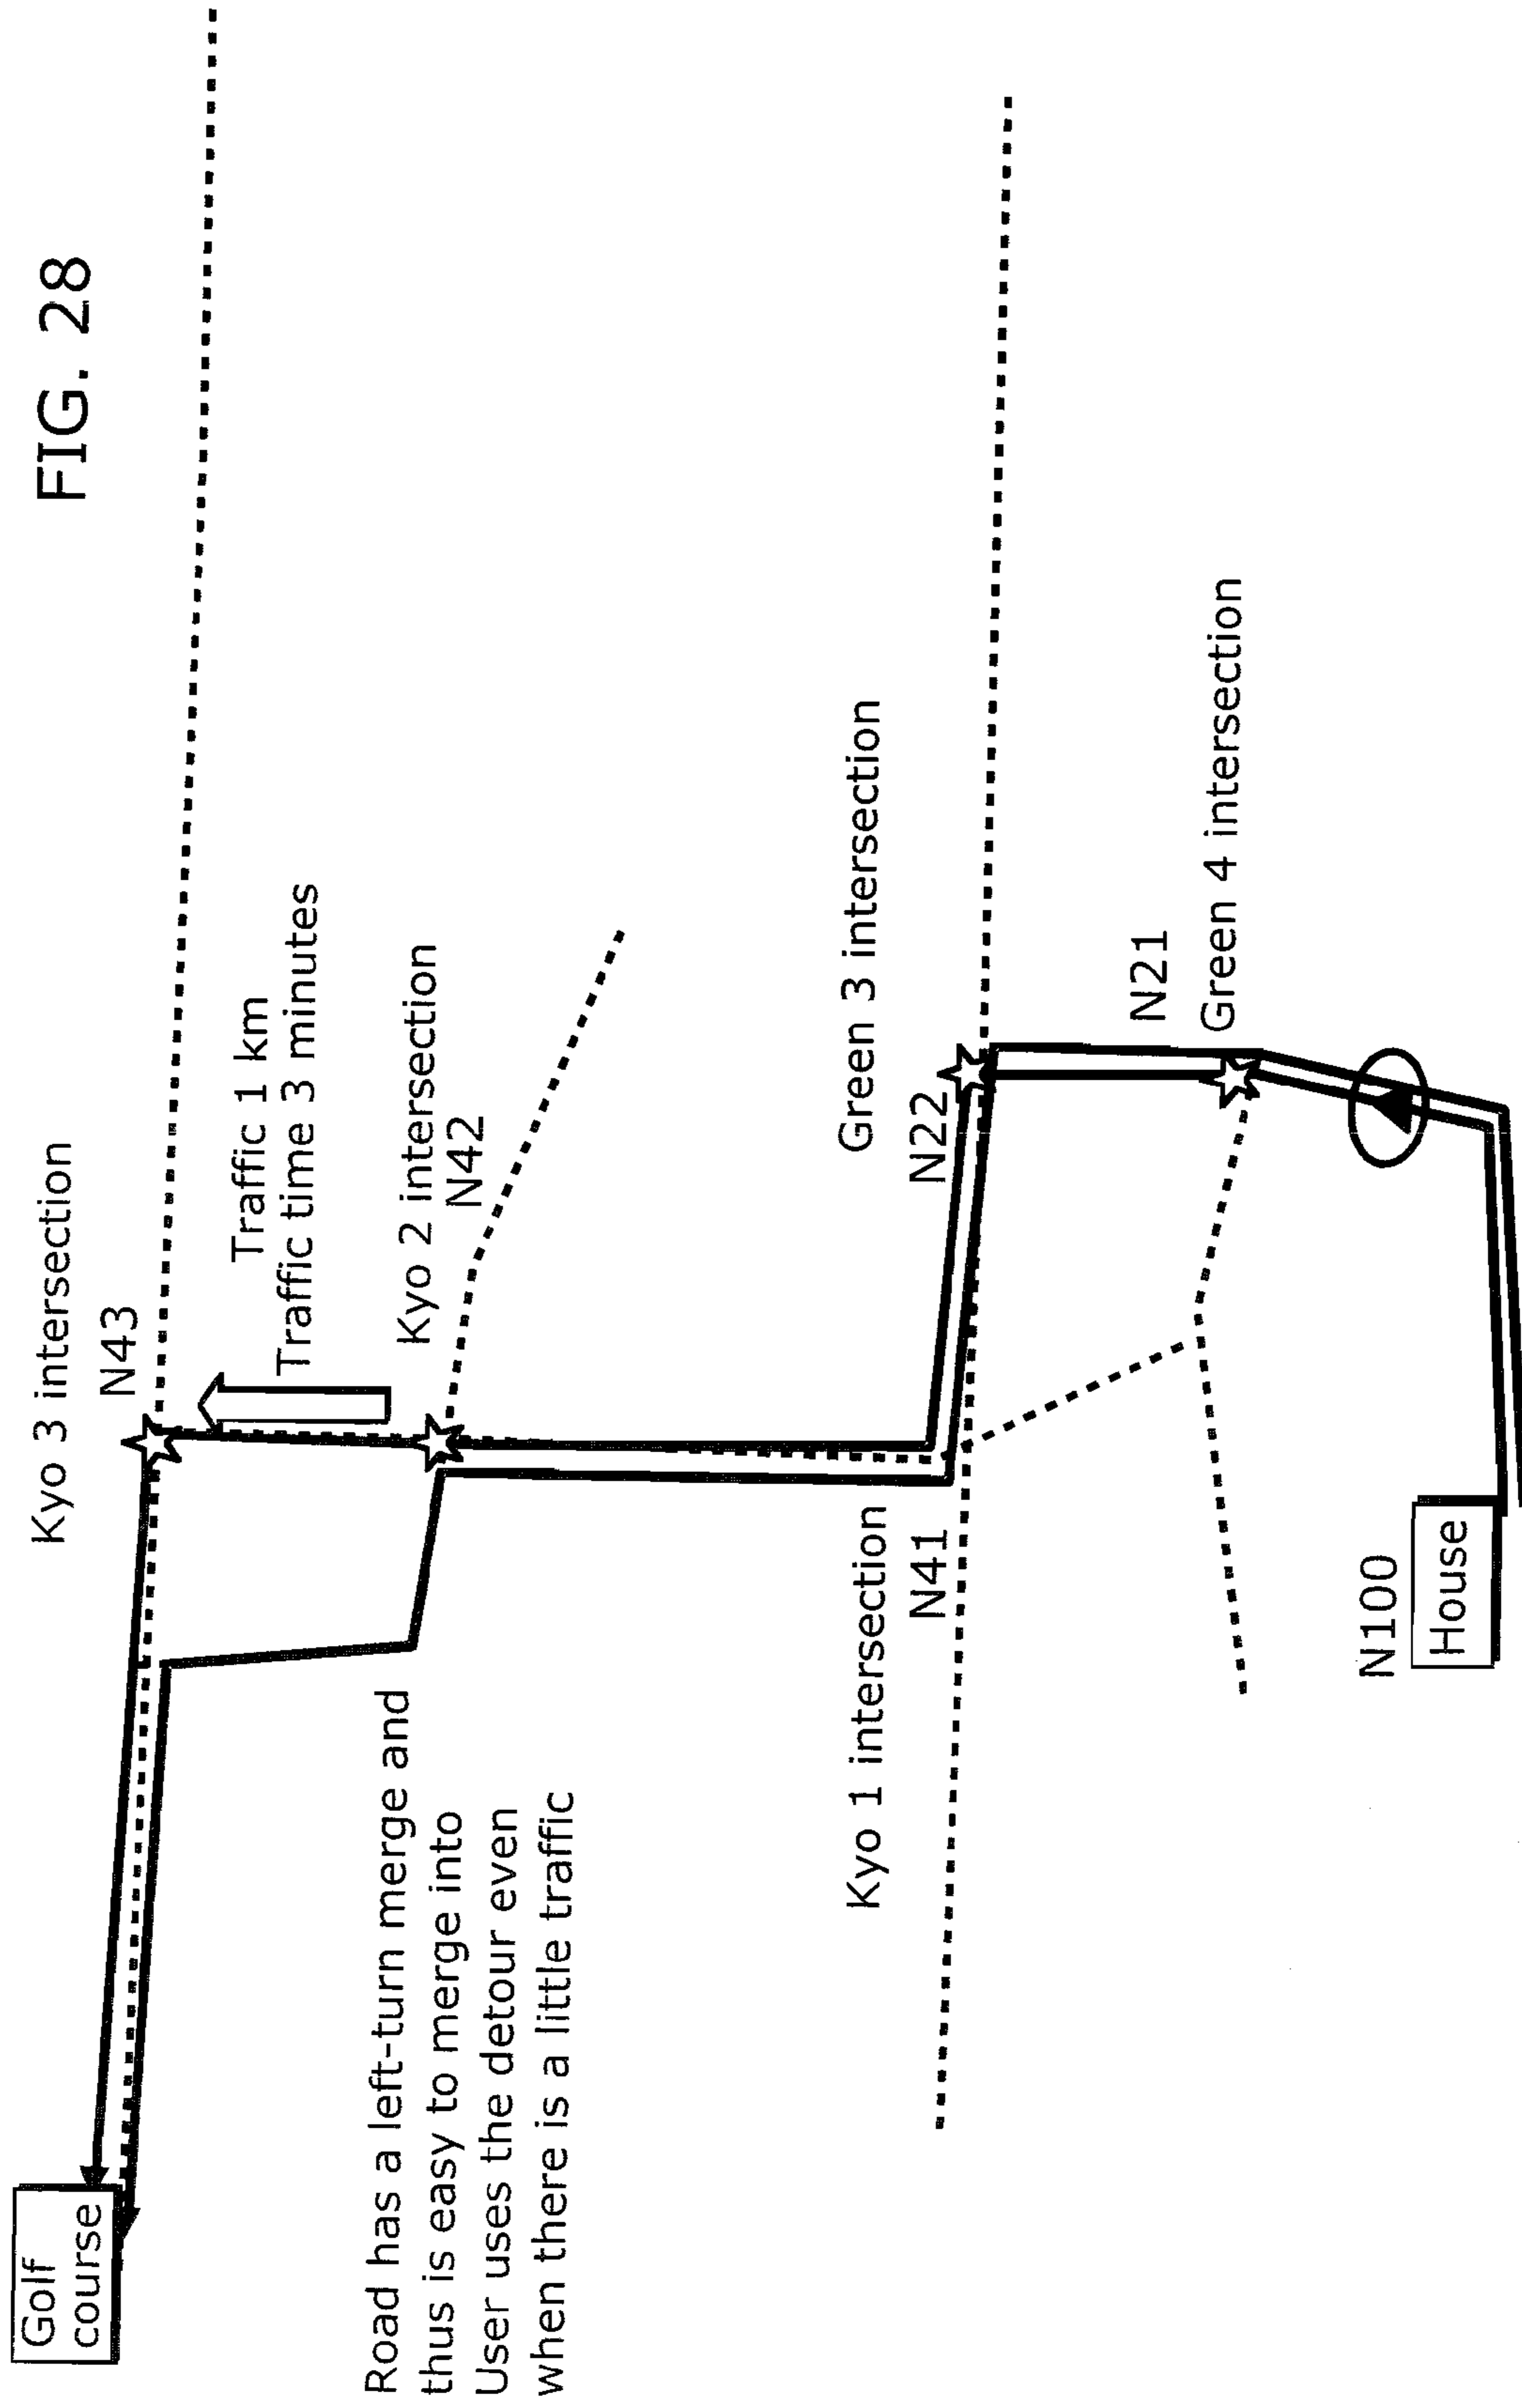 FIG. 28
Golf
course
Kyo 3 intersection
N43
Traffic 1 km
Traffic time 3 minutes
Kyo 2 intersection
N42
Road has a left-turn merge and
thus is easy to merge into
User uses the detour even
when there is a little traffic
Green 3 intersection
N22
Kyo 1 intersection
N41
N21
Green 4 intersection
N100
House